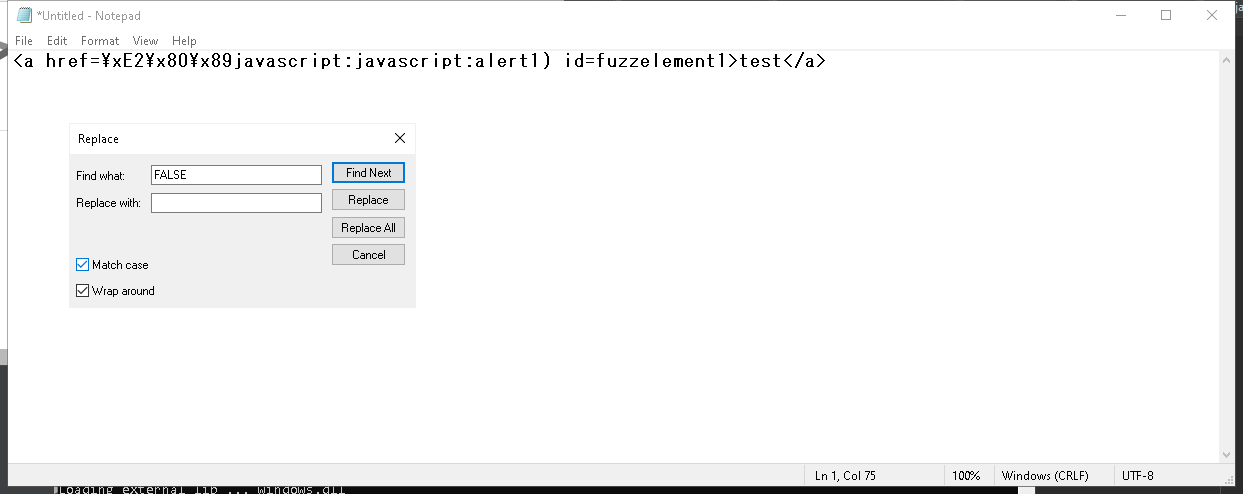 *Untitled - Notepad
File Edit Format View Help
<a href=¥xE2¥x80¥x89javascript:javascript:alert1) id=fuzzelement1>test</a>
Replace
Find what: FALSE Find Next
Replace with: Replace
Replace All
Cancel
Match case
Wrap around
Ln 1, Col 75 100% Windows (CRLF) UTF-8
Loading external lib ... windows.dll